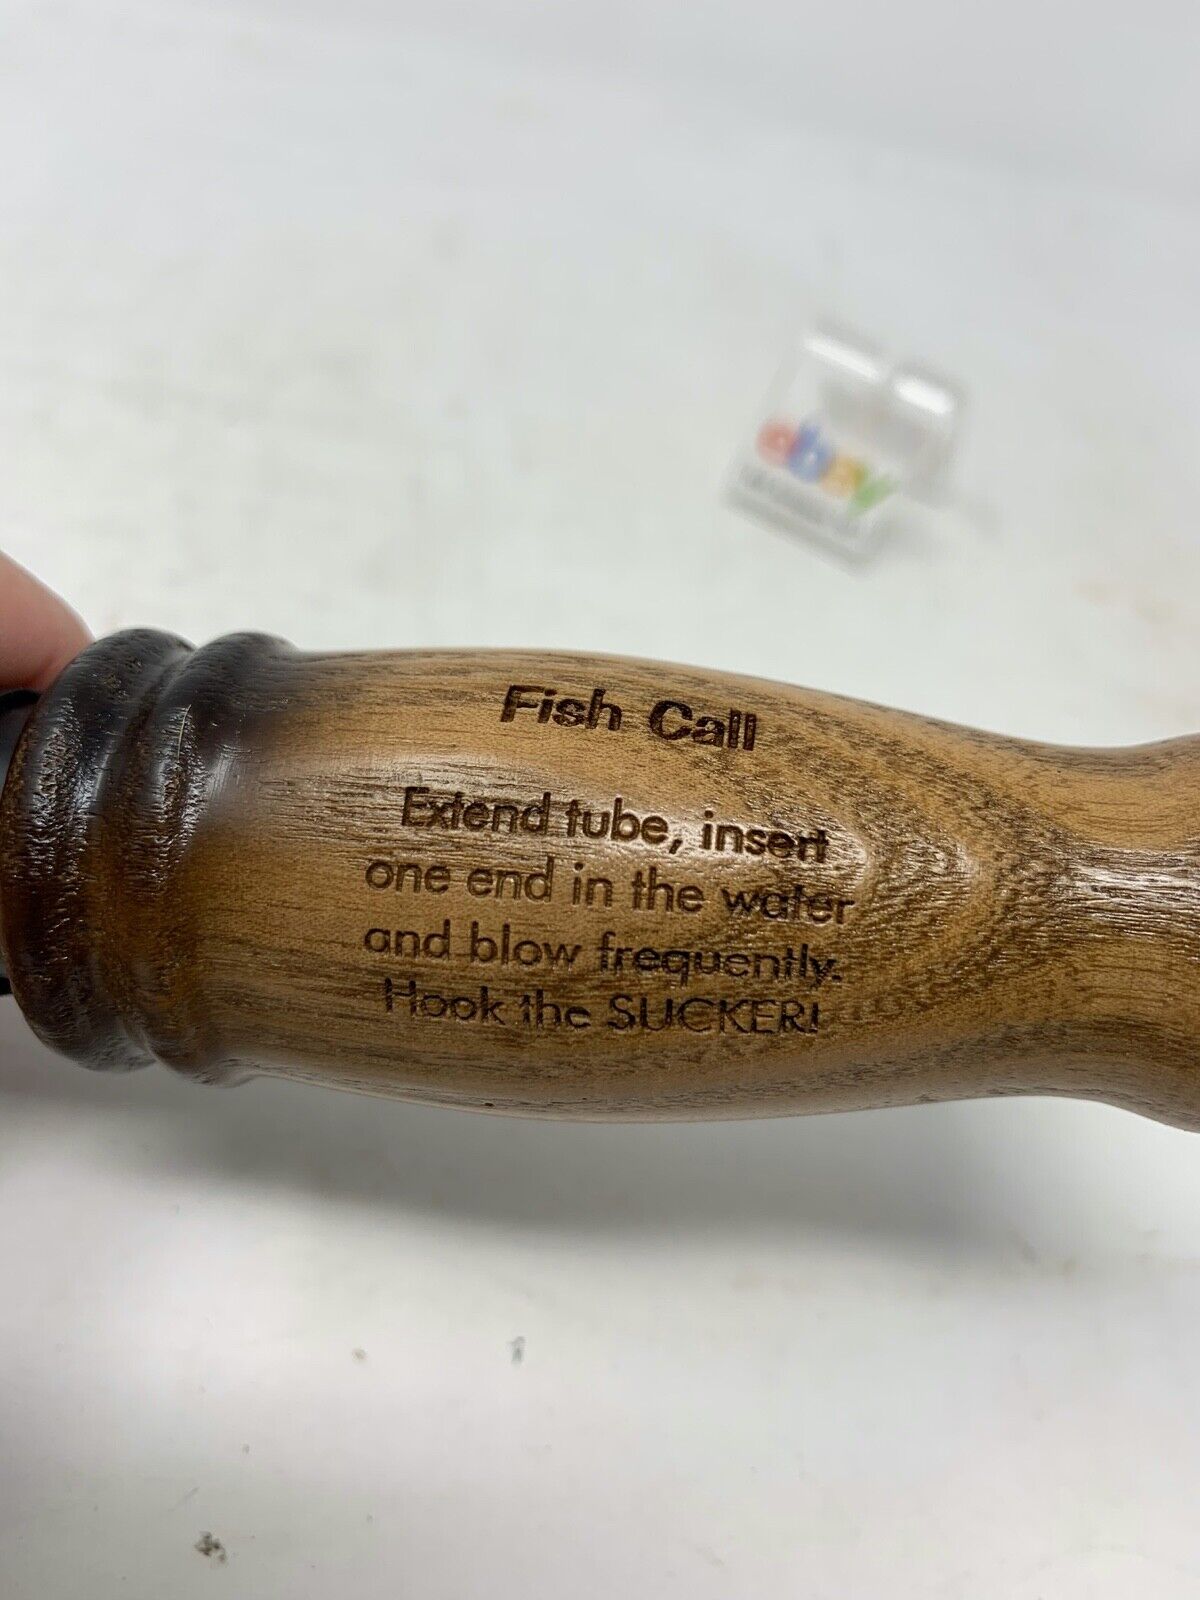 ebay
Fish Call
Extend tube, insert
one end in the water
and blow frequently.
Hook the SUCKER!